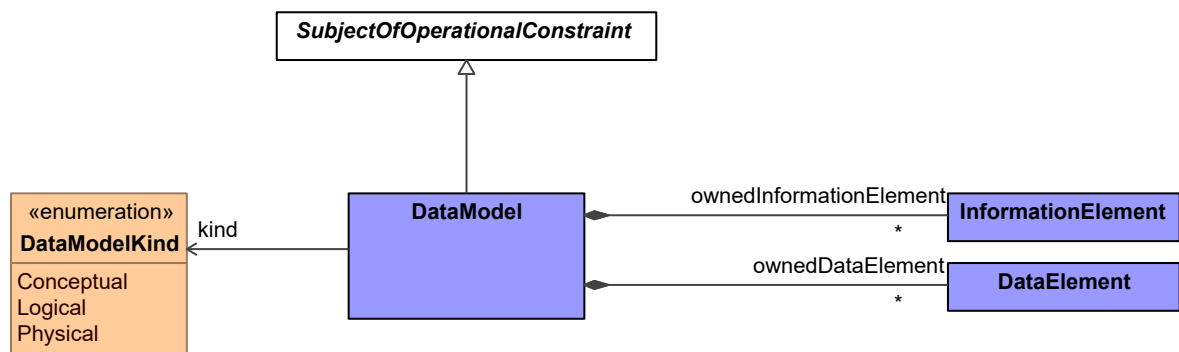 SubjectOfOperationalConstraint
«enumeration»
DataModelKind
Conceptual
Logical
Physical
kind
DataModel
ownedInformationElement
*
InformationElement
ownedDataElement
*
DataElement